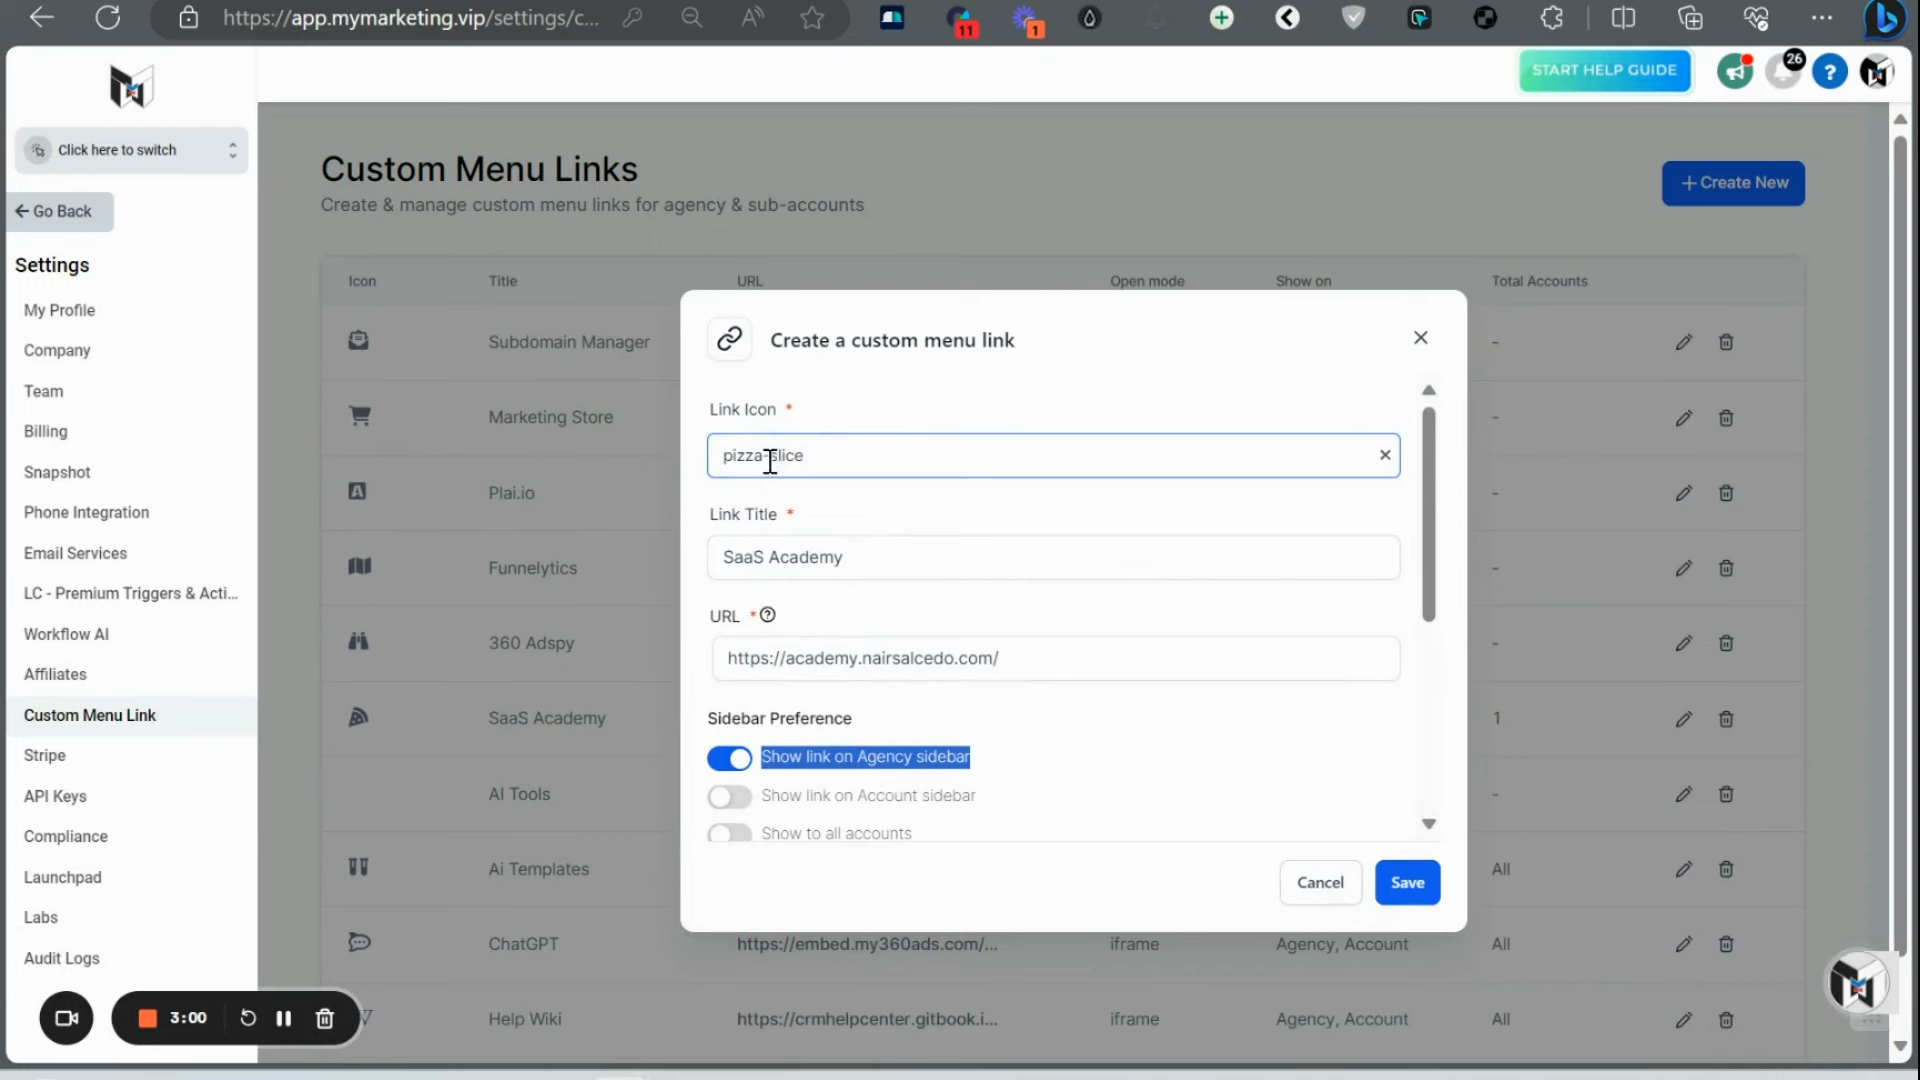 https://app.mymarketing.vip/settings/c...
A
11
1
START HELP GUIDE
26
?
Click here to switch
Go Back
Settings
My Profile
Company
Team
Billing
Snapshot
Phone Integration
Email Services
LC - Premium Triggers & Acti...
Workflow AI
Affiliates
Custom Menu Link
Stripe
API Keys
Compliance
Launchpad
Labs
Audit Logs
3:00
Custom Menu Links
Create & manage custom menu links for agency & sub-accounts
+ Create New
Icon Title URL Open mode Show on Total Accounts
Subdomain Manager -
Marketing Store -
Plai.io -
Funnelytics -
360 Adspy -
SaaS Academy 1
AI Tools -
Ai Templates All
ChatGPT https://embed.my360ads.com/... iframe Agency, Account All
Help Wiki https://crmhelpcenter.gitbook.i... iframe Agency, Account All
Create a custom menu link
Link Icon *
pizza-slice
Link Title *
SaaS Academy
URL * ?
https://academy.nairsalcedo.com/
Sidebar Preference
Show link on Agency sidebar
Show link on Account sidebar
Show to all accounts
Cancel Save